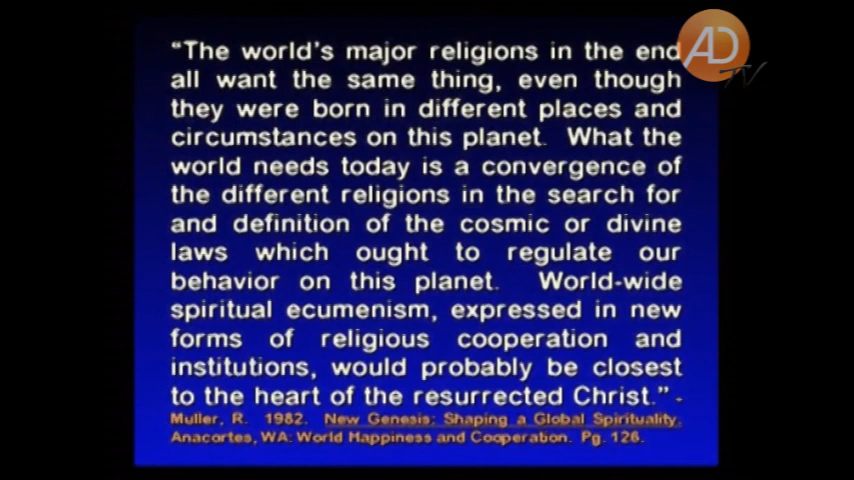 AD
TV
“The world’s major religions in the end
all want the same thing, even though
they were born in different places and
circumstances on this planet. What the
world needs today is a convergence of
the different religions in the search for
and definition of the cosmic or divine
laws which ought to regulate our
behavior on this planet. World-wide
spiritual ecumenism, expressed in new
forms of religious cooperation and
institutions, would probably be closest
to the heart of the resurrected Christ.” -
Muller, R. 1982. New Genesis: Shaping a Global Spirituality.
Anacortes, WA: World Happiness and Cooperation. Pg. 126.